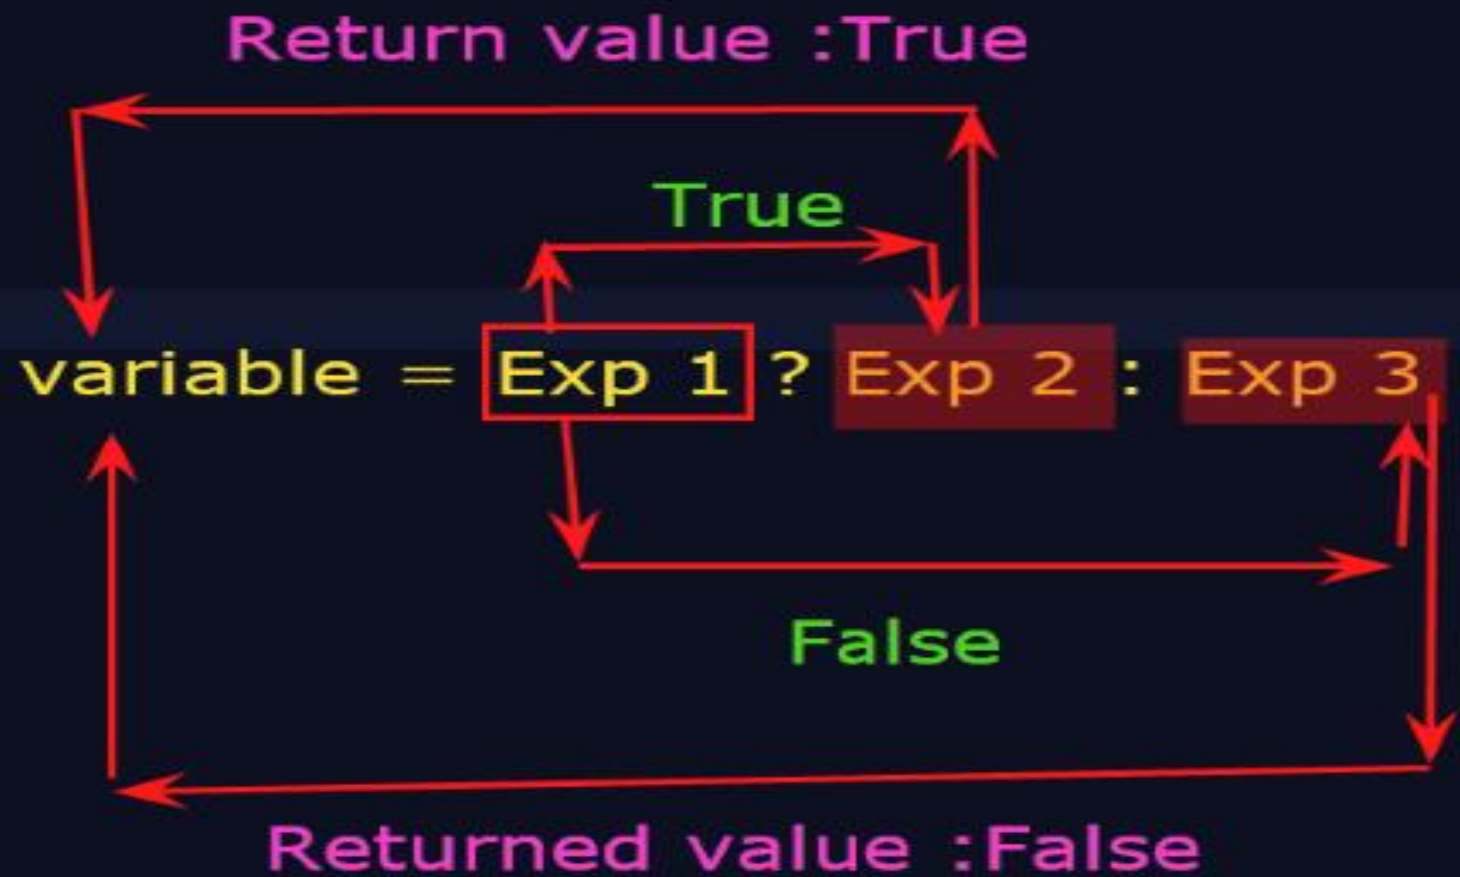 Return value :True
True
variable = Exp 1 ? Exp 2 : Exp 3
False
Returned value :False